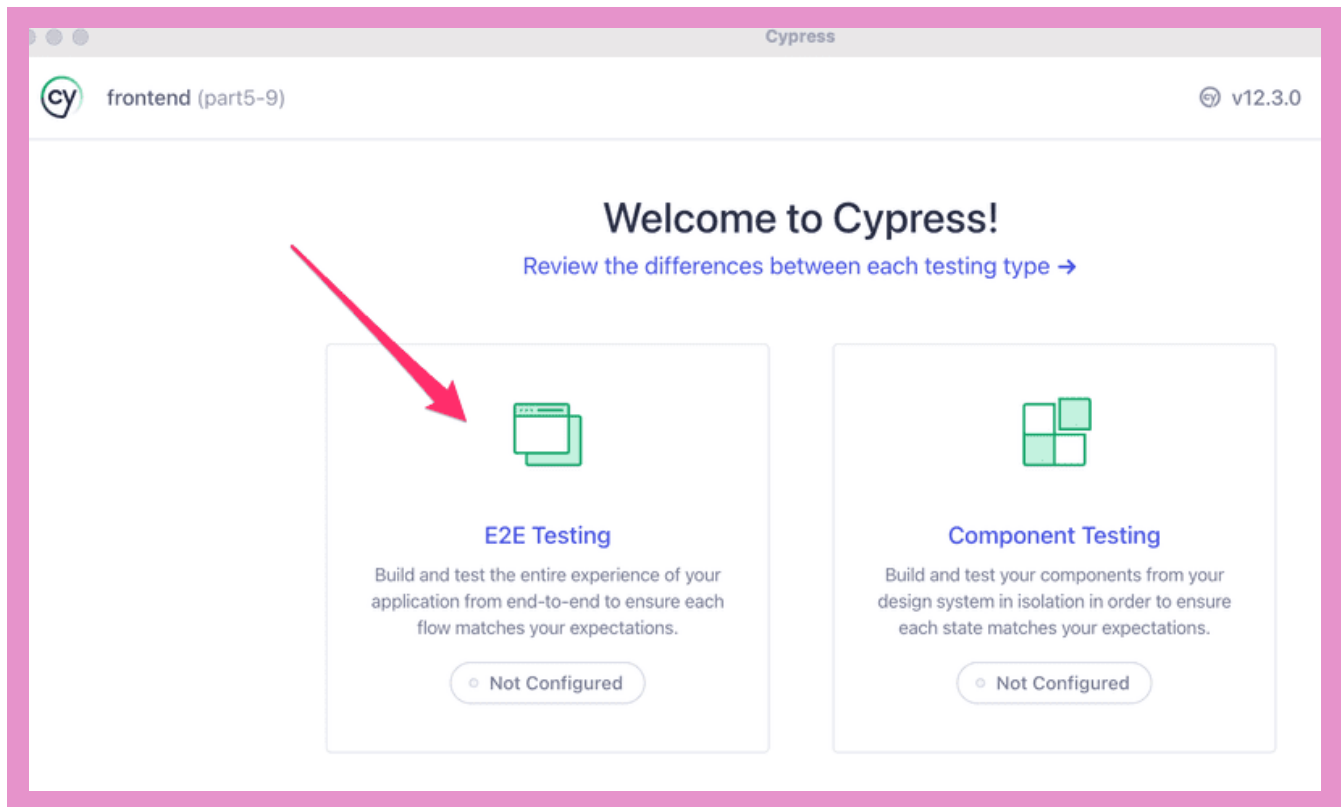 Cypress
cy frontend (part5-9)
cy v12.3.0
Welcome to Cypress!
Review the differences between each testing type →
E2E Testing
Build and test the entire experience of your
application from end-to-end to ensure each
flow matches your expectations.
Not Configured
Component Testing
Build and test your components from your
design system in isolation in order to ensure
each state matches your expectations.
Not Configured